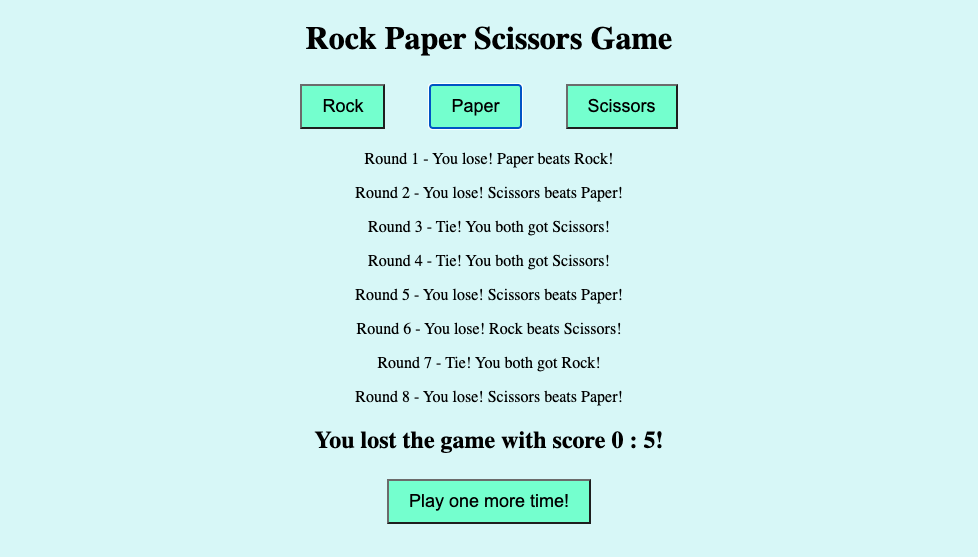 Rock Paper Scissors Game
Rock Paper Scissors
Round 1 - You lose! Paper beats Rock!
Round 2 - You lose! Scissors beats Paper!
Round 3 - Tie! You both got Scissors!
Round 4 - Tie! You both got Scissors!
Round 5 - You lose! Scissors beats Paper!
Round 6 - You lose! Rock beats Scissors!
Round 7 - Tie! You both got Rock!
Round 8 - You lose! Scissors beats Paper!
You lost the game with score 0 : 5!
Play one more time!